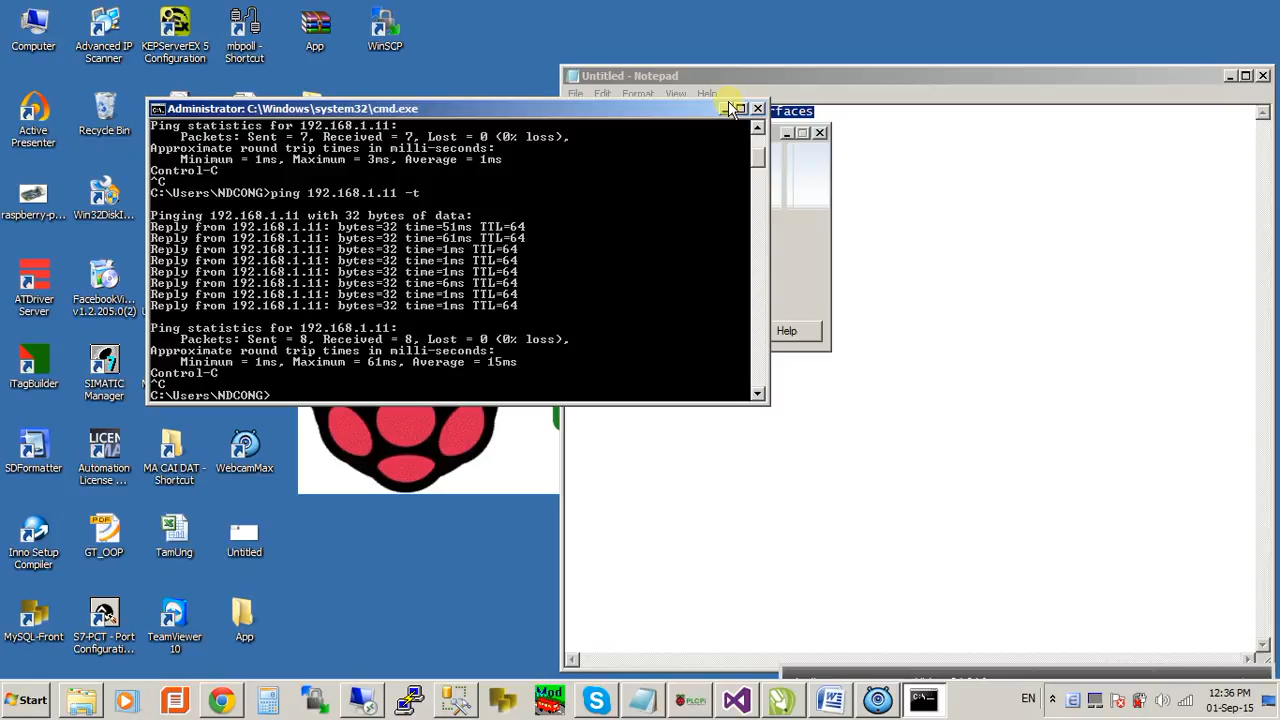 Computer
Advanced IP
Scanner
KEPServerEX 5
Configuration
mbpoll -
Shortcut
App
WinSCP
Active
Presenter
Recycle Bin
raspberry-p...
Win32DiskI...
ATDriver
Server
FacebookVi...
v1.2.205.0(2)
iTagBuilder
SIMATIC
Manager
SDFormatter
Automation
License ...
MA CAI DAT -
Shortcut
WebcamMax
Inno Setup
Compiler
GT_OOP
TamUng
Untitled
MySQL-Front
S7-PCT - Port
Configurati...
TeamViewer
10
App
Untitled - Notepad
File Edit Format View Help
rfaces
Help
Administrator: C:\Windows\system32\cmd.exe
Ping statistics for 192.168.1.11:
Packets: Sent = 7, Received = 7, Lost = 0 (0% loss),
Approximate round trip times in milli-seconds:
Minimum = 1ms, Maximum = 3ms, Average = 1ms
Control-C
^C
C:\Users\NDCONG>ping 192.168.1.11 -t
Pinging 192.168.1.11 with 32 bytes of data:
Reply from 192.168.1.11: bytes=32 time=51ms TTL=64
Reply from 192.168.1.11: bytes=32 time=61ms TTL=64
Reply from 192.168.1.11: bytes=32 time=1ms TTL=64
Reply from 192.168.1.11: bytes=32 time=1ms TTL=64
Reply from 192.168.1.11: bytes=32 time=1ms TTL=64
Reply from 192.168.1.11: bytes=32 time=6ms TTL=64
Reply from 192.168.1.11: bytes=32 time=1ms TTL=64
Reply from 192.168.1.11: bytes=32 time=1ms TTL=64
Ping statistics for 192.168.1.11:
Packets: Sent = 8, Received = 8, Lost = 0 (0% loss),
Approximate round trip times in milli-seconds:
Minimum = 1ms, Maximum = 61ms, Average = 15ms
Control-C
^C
C:\Users\NDCONG>
Start
EN
12:36 PM
01-Sep-15